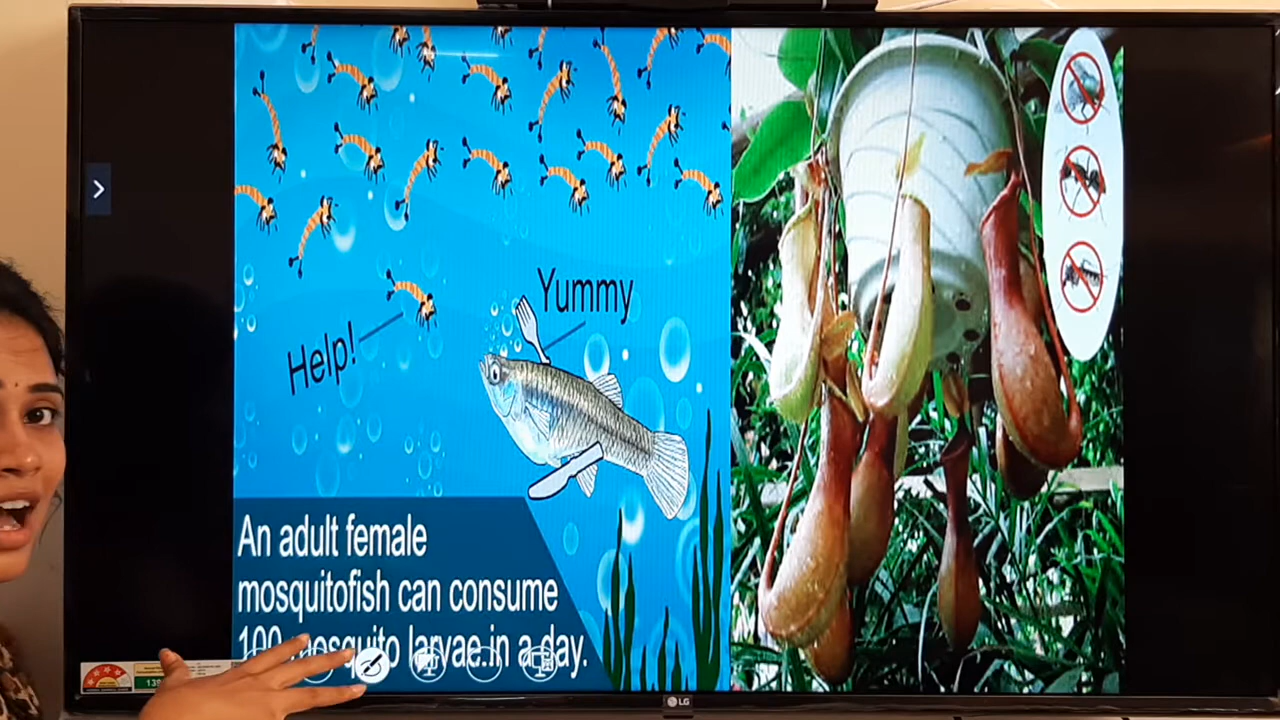 Yummy
Help!
An adult female
mosquitofish can consume
100 mosquito larvae in a day.
LG